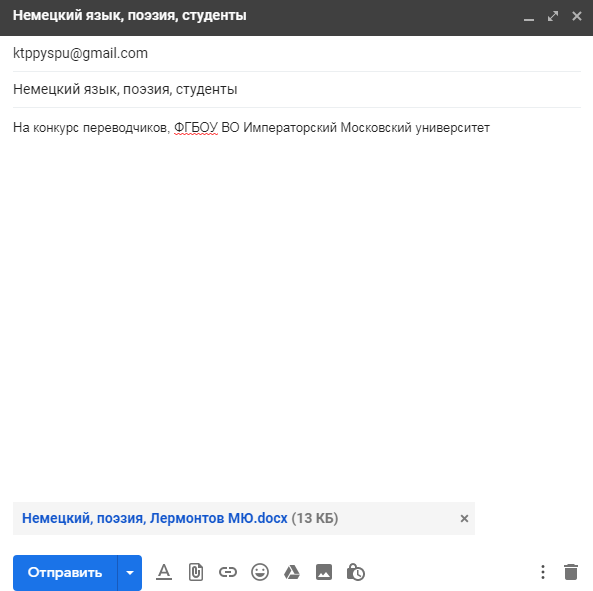 Немецкий язык, поэзия, студенты
ktppyspu@gmail.com
Немецкий язык, поэзия, студенты
На конкурс переводчиков, ФГБОУ ВО Императорский Московский университет
Немецкий, поэзия, Лермонтов МЮ.docx (13 КБ)
Отправить